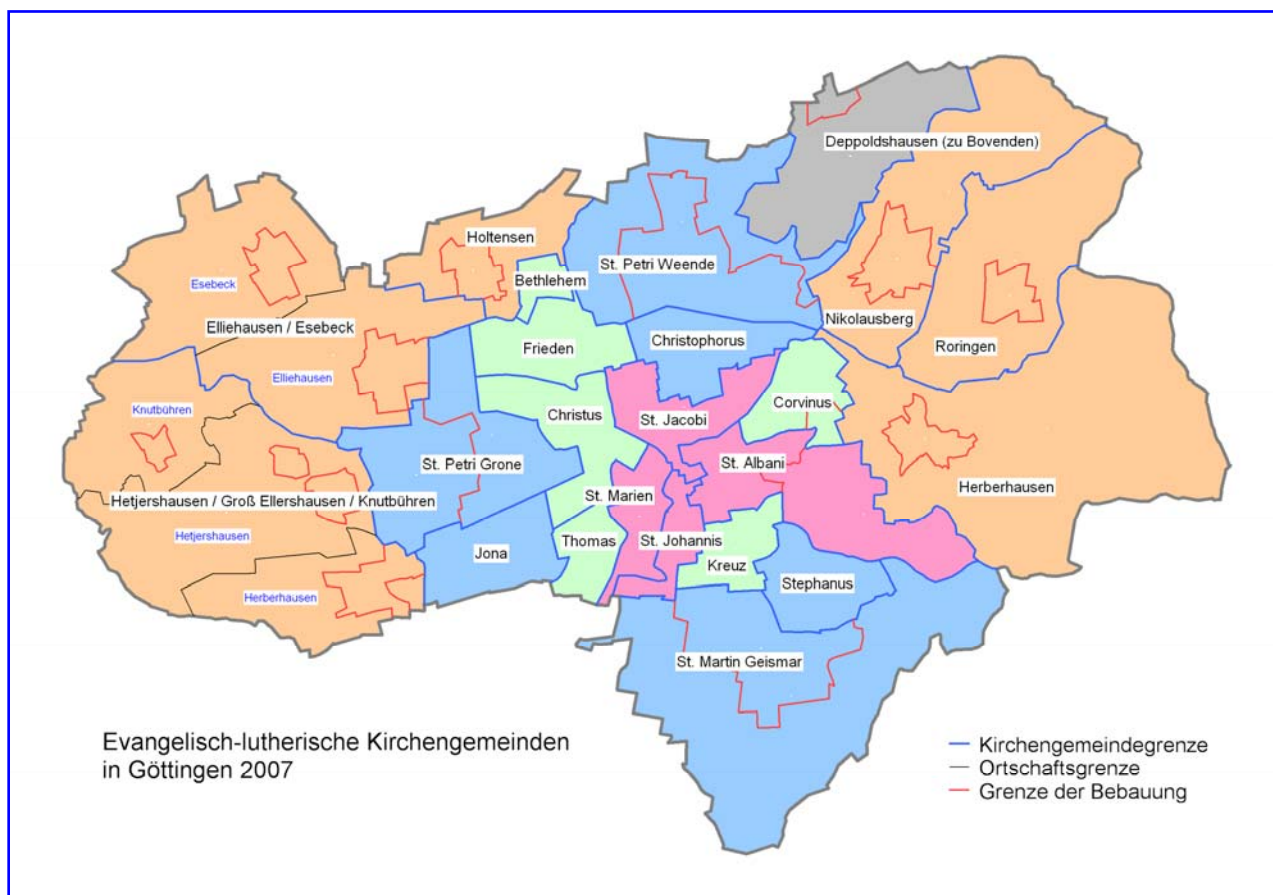 Deppoldshausen (zu Bovenden)
Holtensen
St. Petri Weende
Bethlehem
Esebeck
Elliehausen / Esebeck
Nikolausberg
Roringen
Frieden
Christophorus
Elliehausen
Knutbühren
Christus
St. Jacobi
Corvinus
St. Petri Grone
St. Albani
Herberhausen
Hetjershausen / Groß Ellershausen / Knutbühren
St. Marien
Hetjershausen
Thomas
St. Johannis
Jona
Kreuz
Stephanus
Herberhausen
St. Martin Geismar
Evangelisch-lutherische Kirchengemeinden
in Göttingen 2007
Kirchengemeindegrenze
Ortschaftsgrenze
Grenze der Bebauung